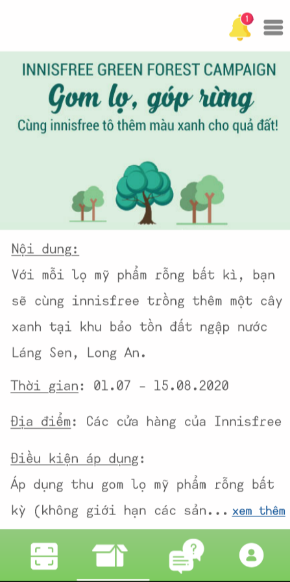 1
INNISFREE GREEN FOREST CAMPAIGN
Gom lọ, góp rừng
Cùng innisfree tô thêm màu xanh cho quả đất!
Nội dung:
Với mỗi lọ mỹ phẩm rỗng bất kì, bạn
sẽ cùng innisfree trồng thêm một cây
xanh tại khu bảo tồn đất ngập nước
Láng Sen, Long An.
Thời gian: 01.07 - 15.08.2020
Địa điểm: Các cửa hàng của Innisfree
Điều kiện áp dụng:
Áp dụng thu gom lọ mỹ phẩm rỗng bất
kỳ (không giới hạn các sản... xem thêm